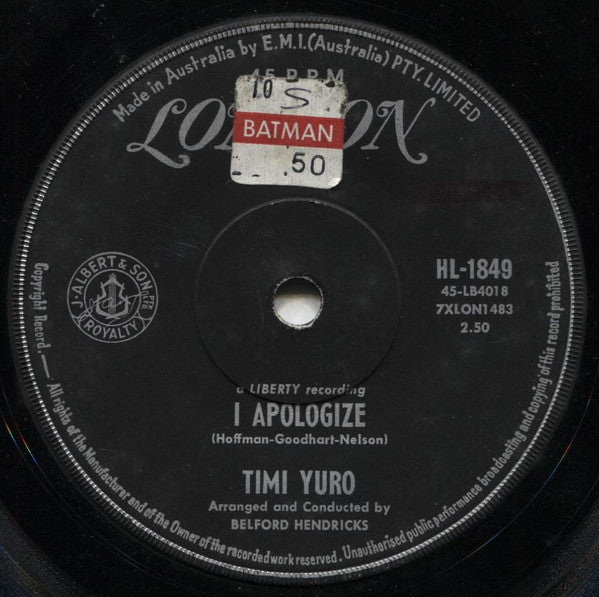 Made in Australia by E.M.I.(Australia) PTY. LIMITED
45 R.P.M
LONDON
10 S
BATMAN
.50
J. ALBERT & SON PTY LTD
ROYALTY
HL-1849
45-LB4018
7XLON1483
2.50
a LIBERTY recording
I APOLOGIZE
(Hoffman-Goodhart-Nelson)
TIMI YURO
Arranged and Conducted by
BELFORD HENDRICKS
Copyright Record. — All rights of the Manufacturer and of the Owner of the recorded work reserved. Unauthorised public performance broadcasting and copying of this record prohibited